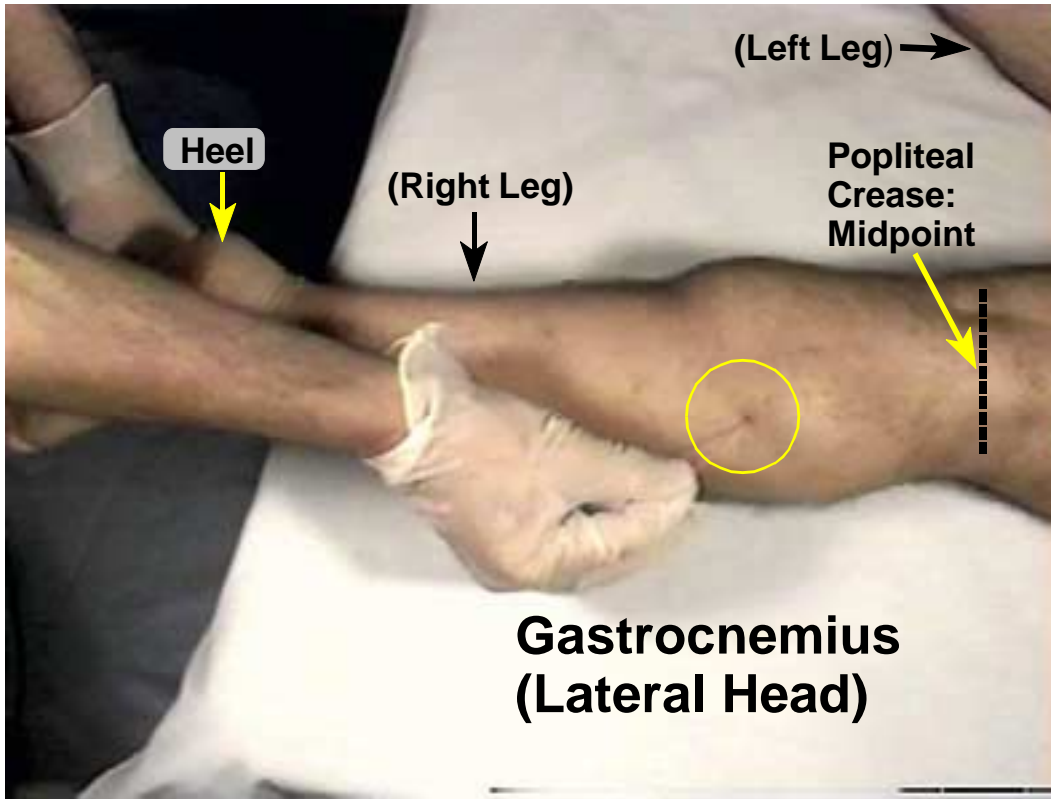 (Left Leg)
Heel
(Right Leg)
Popliteal
Crease:
Midpoint
Gastrocnemius
(Lateral Head)